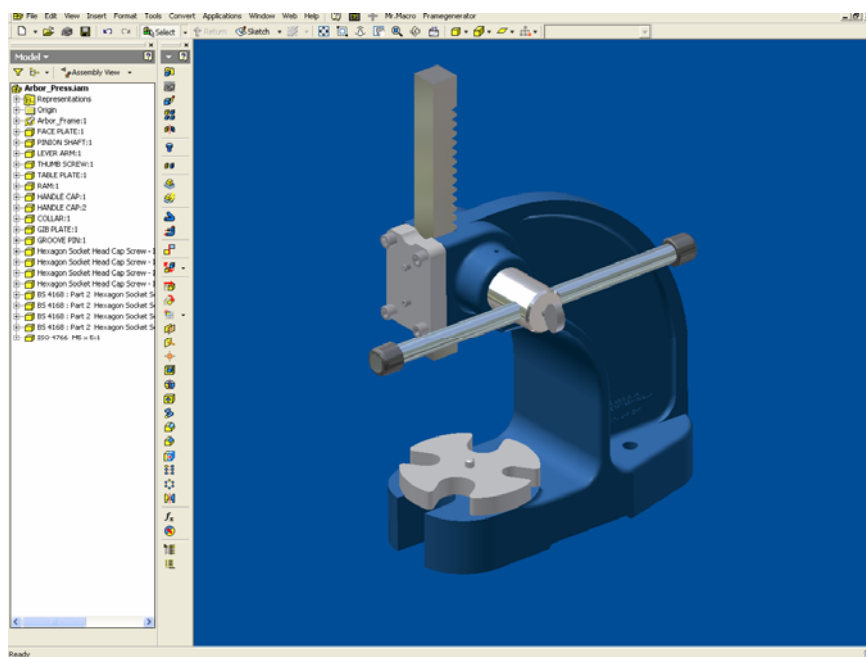 File Edit View Insert Format Tools Convert Applications Window Web Help Mr.Macro Framegenerator
Select Return Sketch
Model
Assembly View
Arbor_Press.iam
Representations
Origin
Arbor_Frame:1
FACE PLATE:1
PINION SHAFT:1
LEVER ARM:1
THUMB SCREW:1
TABLE PLATE:1
RAM:1
HANDLE CAP:1
HANDLE CAP:2
COLLAR:1
GIB PLATE:1
GROOVE PIN:1
Hexagon Socket Head Cap Screw -
Hexagon Socket Head Cap Screw -
Hexagon Socket Head Cap Screw -
Hexagon Socket Head Cap Screw -
BS 4168 : Part 2 Hexagon Socket
BS 4168 : Part 2 Hexagon Socket
BS 4168 : Part 2 Hexagon Socket
BS 4168 : Part 2 Hexagon Socket
ISO 4766 M5 x 5:1
Ready